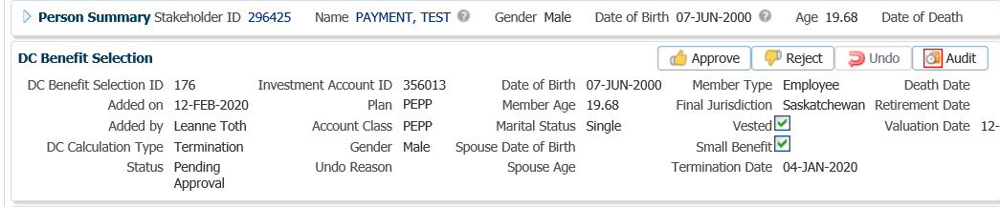 Person Summary Stakeholder ID 296425 Name PAYMENT, TEST Gender Male Date of Birth 07-JUN-2000 Age 19.68 Date of Death
DC Benefit Selection Approve Reject Undo Audit
DC Benefit Selection ID 176 Investment Account ID 356013 Date of Birth 07-JUN-2000 Member Type Employee Death Date
Added on 12-FEB-2020 Plan PEPP Member Age 19.68 Final Jurisdiction Saskatchewan Retirement Date
Added by Leanne Toth Account Class PEPP Marital Status Single Vested Valuation Date 12-
DC Calculation Type Termination Gender Male Spouse Date of Birth Small Benefit
Status Pending Undo Reason Spouse Age Termination Date 04-JAN-2020
Approval